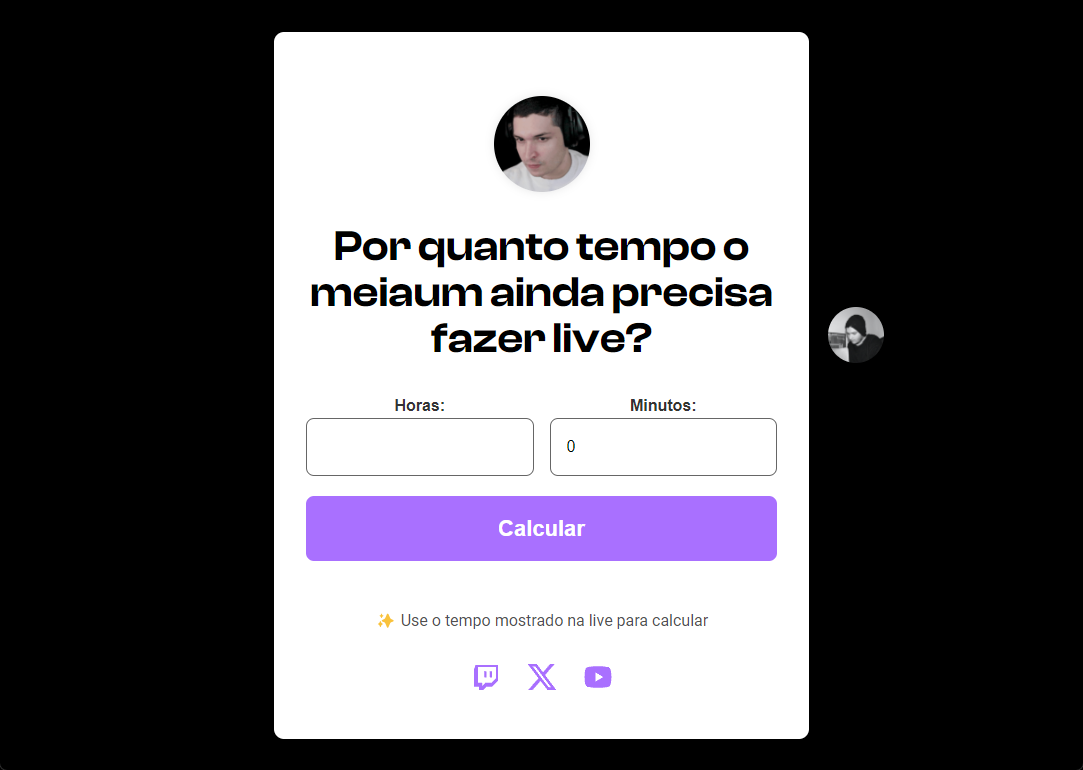 Por quanto tempo o
meiaum ainda precisa
fazer live?
Horas:
Minutos:
0
Calcular
✨ Use o tempo mostrado na live para calcular